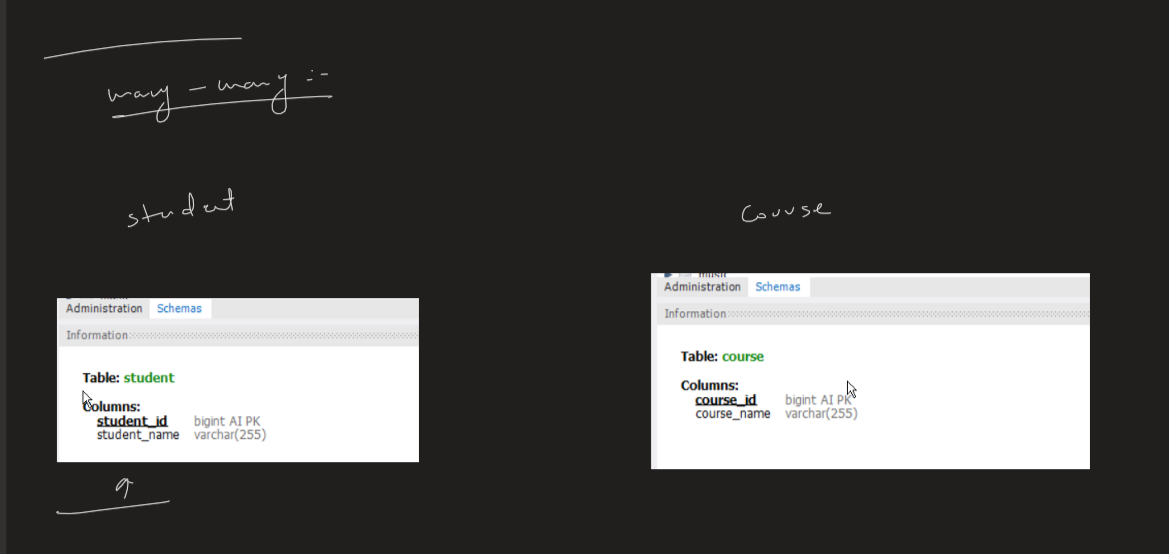 many - many :-
student
course
Administration Schemas
Information
Table: student
Columns:
student_id bigint AI PK
student_name varchar(255)
Administration Schemas
Information
Table: course
Columns:
course_id bigint AI PK
course_name varchar(255)